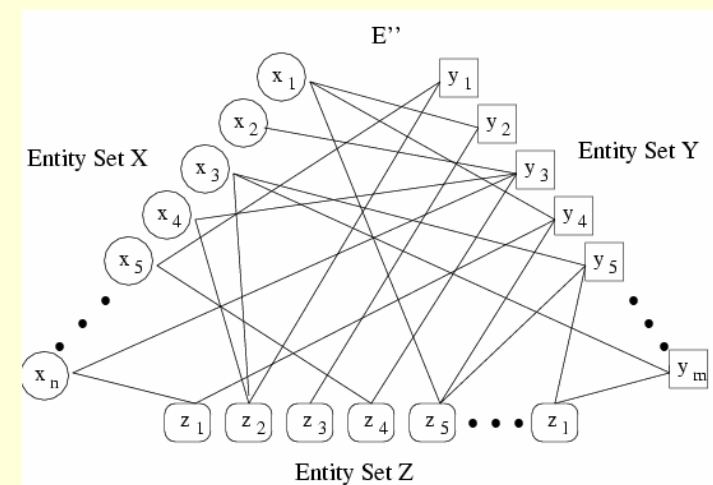 E’’
x 1
y 1
x 2
y 2
Entity Set X
Entity Set Y
x 3
y 3
x 4
y 4
x 5
y 5
x n
y m
z 1
z 2
z 3
z 4
z 5
z 1
Entity Set Z